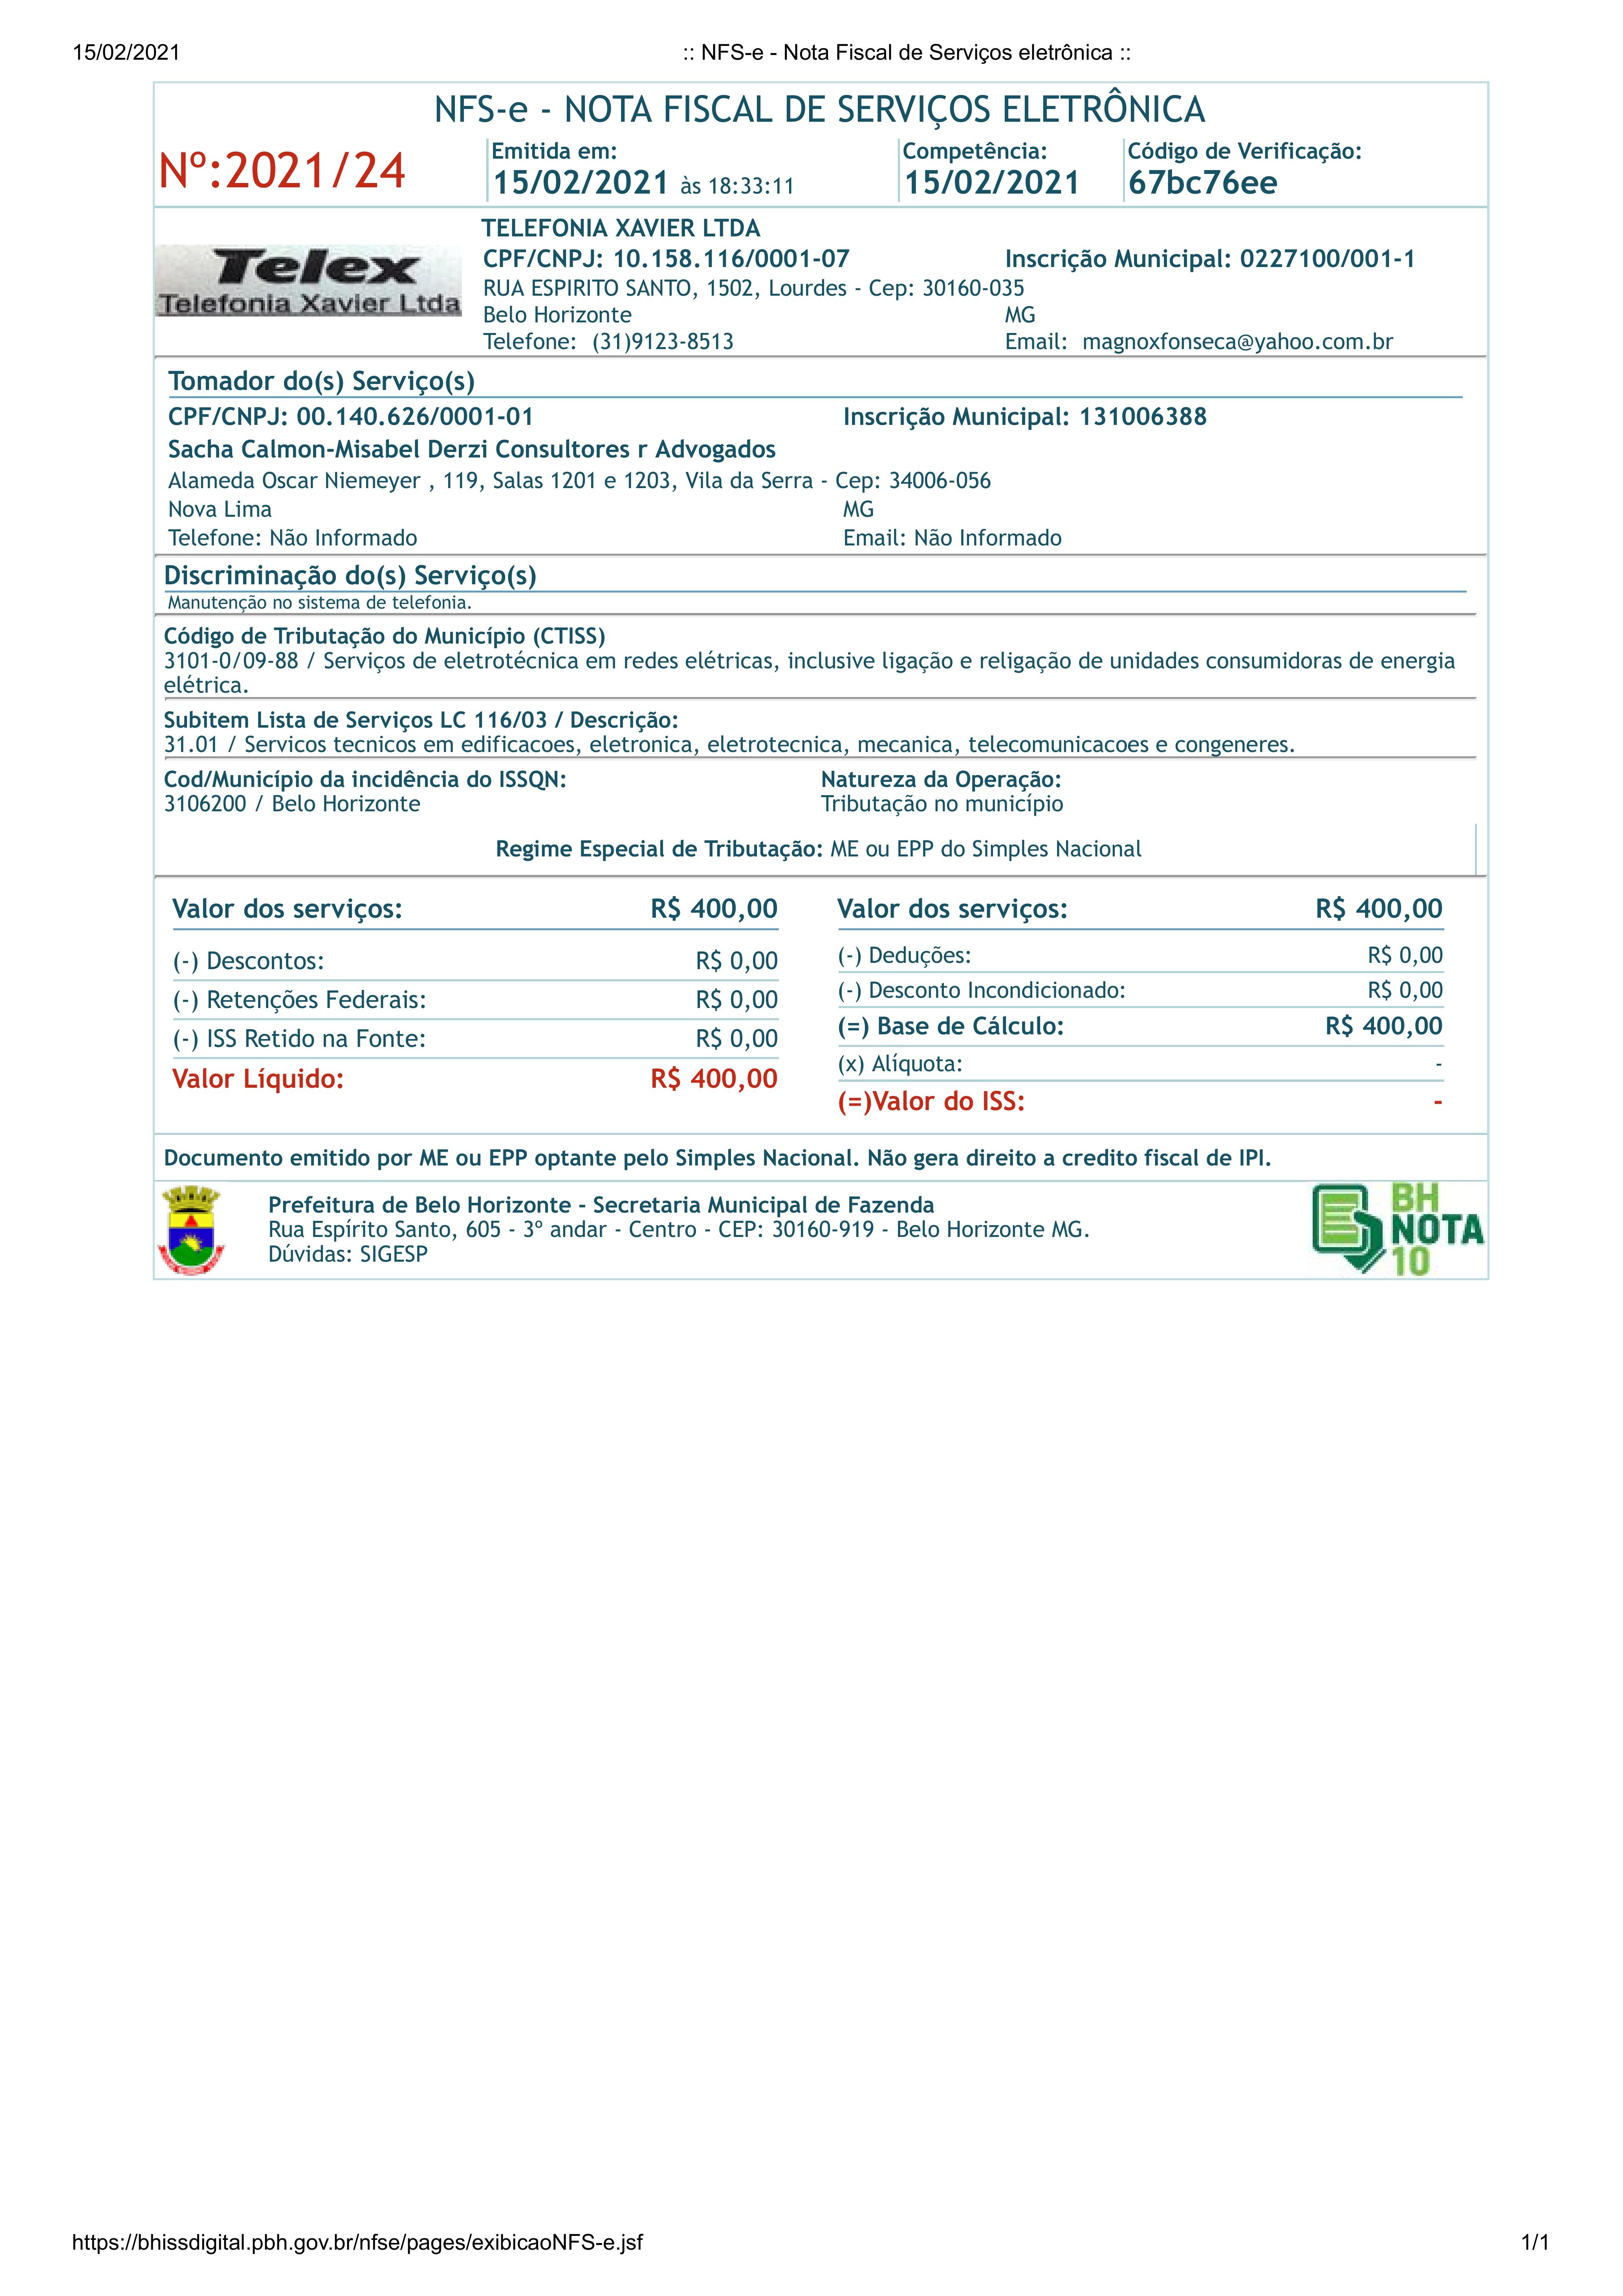 15/02/2021 :: NFS-e - Nota Fiscal de Serviços eletrônica ::
NFS-e - NOTA FISCAL DE SERVIÇOS ELETRÔNICA
Nº:2021/24
Emitida em:
15/02/2021 às 18:33:11
Competência:
15/02/2021
Código de Verificação:
67bc76ee
Telex
Telefonia Xavier Ltda
TELEFONIA XAVIER LTDA
CPF/CNPJ: 10.158.116/0001-07 Inscrição Municipal: 0227100/001-1
RUA ESPIRITO SANTO, 1502, Lourdes - Cep: 30160-035
Belo Horizonte MG
Telefone: (31)9123-8513 Email: magnoxfonseca@yahoo.com.br
Tomador do(s) Serviço(s)
CPF/CNPJ: 00.140.626/0001-01 Inscrição Municipal: 131006388
Sacha Calmon-Misabel Derzi Consultores r Advogados
Alameda Oscar Niemeyer , 119, Salas 1201 e 1203, Vila da Serra - Cep: 34006-056
Nova Lima MG
Telefone: Não Informado Email: Não Informado
Discriminação do(s) Serviço(s)
Manutenção no sistema de telefonia.
Código de Tributação do Município (CTISS)
3101-0/09-88 / Serviços de eletrotécnica em redes elétricas, inclusive ligação e religação de unidades consumidoras de energia
elétrica.
Subitem Lista de Serviços LC 116/03 / Descrição:
31.01 / Servicos tecnicos em edificacoes, eletronica, eletrotecnica, mecanica, telecomunicacoes e congeneres.
Cod/Município da incidência do ISSQN: Natureza da Operação:
3106200 / Belo Horizonte Tributação no município
Regime Especial de Tributação: ME ou EPP do Simples Nacional
Valor dos serviços: R$ 400,00
(-) Descontos: R$ 0,00
(-) Retenções Federais: R$ 0,00
(-) ISS Retido na Fonte: R$ 0,00
Valor Líquido: R$ 400,00
Valor dos serviços: R$ 400,00
(-) Deduções: R$ 0,00
(-) Desconto Incondicionado: R$ 0,00
(=) Base de Cálculo: R$ 400,00
(x) Alíquota: -
(=)Valor do ISS: -
Documento emitido por ME ou EPP optante pelo Simples Nacional. Não gera direito a credito fiscal de IPI.
Prefeitura de Belo Horizonte - Secretaria Municipal de Fazenda
Rua Espírito Santo, 605 - 3º andar - Centro - CEP: 30160-919 - Belo Horizonte MG.
Dúvidas: SIGESP
BH
NOTA
10
https://bhissdigital.pbh.gov.br/nfse/pages/exibicaoNFS-e.jsf 1/1